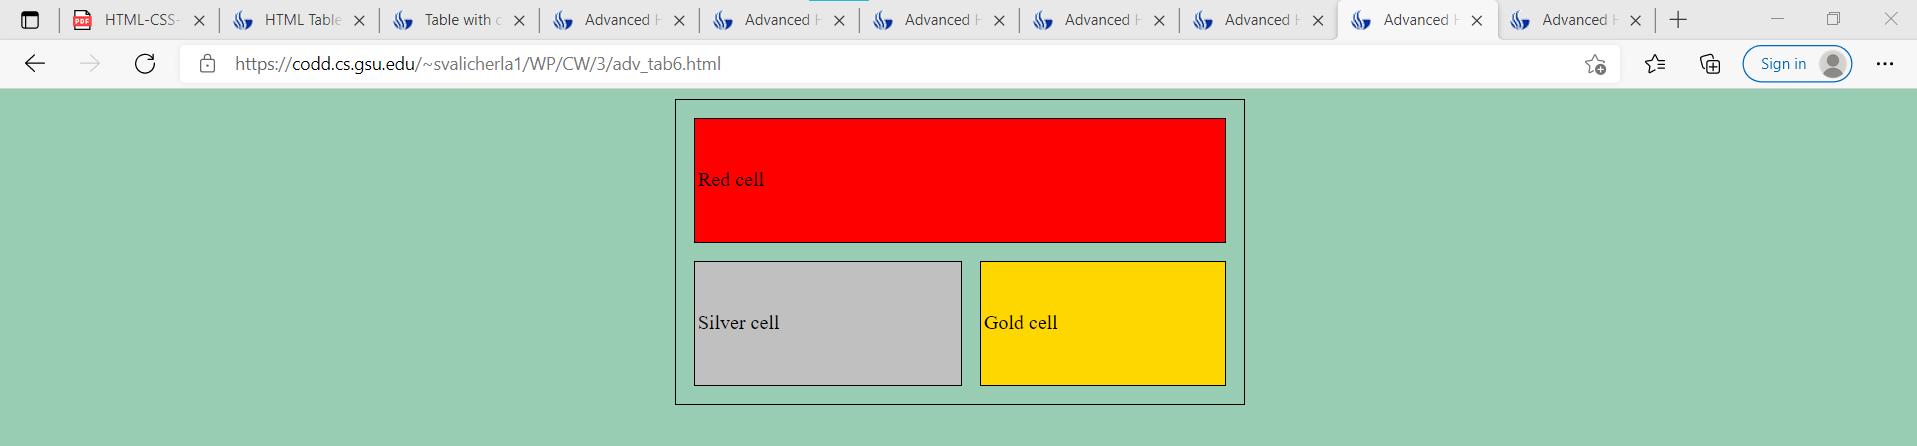 HTML-CSS-
HTML Table
Table with c
Advanced H
Advanced H
Advanced H
Advanced H
Advanced H
Advanced H
Advanced H
https://codd.cs.gsu.edu/~svalicherla1/WP/CW/3/adv_tab6.html
Sign in
Red cell
Silver cell
Gold cell